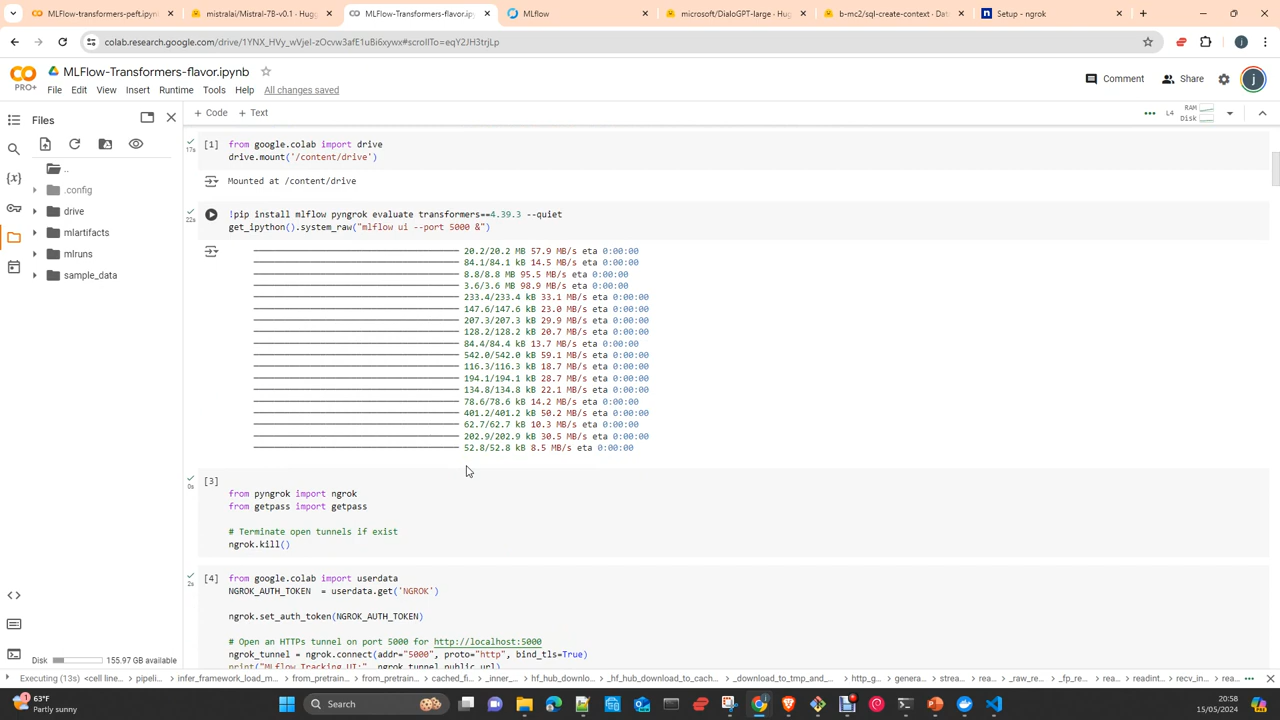 MLFlow-transformers-peft.ipynb
mistralai/Mistral-7B-v0.1 · Hugg
MLFlow-Transformers-flavor.ipyn
MLflow
microsoft/DialoGPT-large · Hugg
b-mc2/sql-create-context · Dat
Setup - ngrok
colab.research.google.com/drive/1YNX_HVy_wVjeI-zOcvw3afE1uBi6xywx#scrollTo=eqY2JH3trjLp
MLFlow-Transformers-flavor.ipynb
PRO+
File Edit View Insert Runtime Tools Help All changes saved
Comment
Share
j
Files
+ Code + Text
L4
RAM
Disk
..
.config
drive
mlartifacts
mlruns
sample_data
17s
[1]
from google.colab import drive
drive.mount('/content/drive')
Mounted at /content/drive
22s
!pip install mlflow pyngrok evaluate transformers==4.39.3 --quiet
get_ipython().system_raw("mlflow ui --port 5000 &")
20.2/20.2 MB 57.9 MB/s eta 0:00:00
84.1/84.1 kB 14.5 MB/s eta 0:00:00
8.8/8.8 MB 95.5 MB/s eta 0:00:00
3.6/3.6 MB 98.9 MB/s eta 0:00:00
233.4/233.4 kB 33.1 MB/s eta 0:00:00
147.6/147.6 kB 23.0 MB/s eta 0:00:00
207.3/207.3 kB 29.9 MB/s eta 0:00:00
128.2/128.2 kB 20.7 MB/s eta 0:00:00
84.4/84.4 kB 13.7 MB/s eta 0:00:00
542.0/542.0 kB 59.1 MB/s eta 0:00:00
116.3/116.3 kB 18.7 MB/s eta 0:00:00
194.1/194.1 kB 28.7 MB/s eta 0:00:00
134.8/134.8 kB 22.1 MB/s eta 0:00:00
78.6/78.6 kB 14.2 MB/s eta 0:00:00
401.2/401.2 kB 50.2 MB/s eta 0:00:00
62.7/62.7 kB 10.3 MB/s eta 0:00:00
202.9/202.9 kB 30.5 MB/s eta 0:00:00
52.8/52.8 kB 8.5 MB/s eta 0:00:00
0s
[3]
from pyngrok import ngrok
from getpass import getpass
# Terminate open tunnels if exist
ngrok.kill()
2s
[4]
from google.colab import userdata
NGROK_AUTH_TOKEN = userdata.get('NGROK')
ngrok.set_auth_token(NGROK_AUTH_TOKEN)
# Open an HTTPs tunnel on port 5000 for http://localhost:5000
ngrok_tunnel = ngrok.connect(addr="5000", proto="http", bind_tls=True)
print("MLflow Tracking UI:", ngrok_tunnel.public_url)
Disk
155.97 GB available
Executing (13s) <cell line... > pipeli... > infer_framework_load_m... > from_pretrain... > from_pretrain... > cached_fi... > _inner_... > hf_hub_downlo... > _hf_hub_download_to_cach... > _download_to_tmp_and_... > http_g... > genera... > strea... > rea... > _raw_re... > _fp_re... > rea... > readin... > recv_in... > rea...
63°F
Partly sunny
Search
20:58
15/05/2024